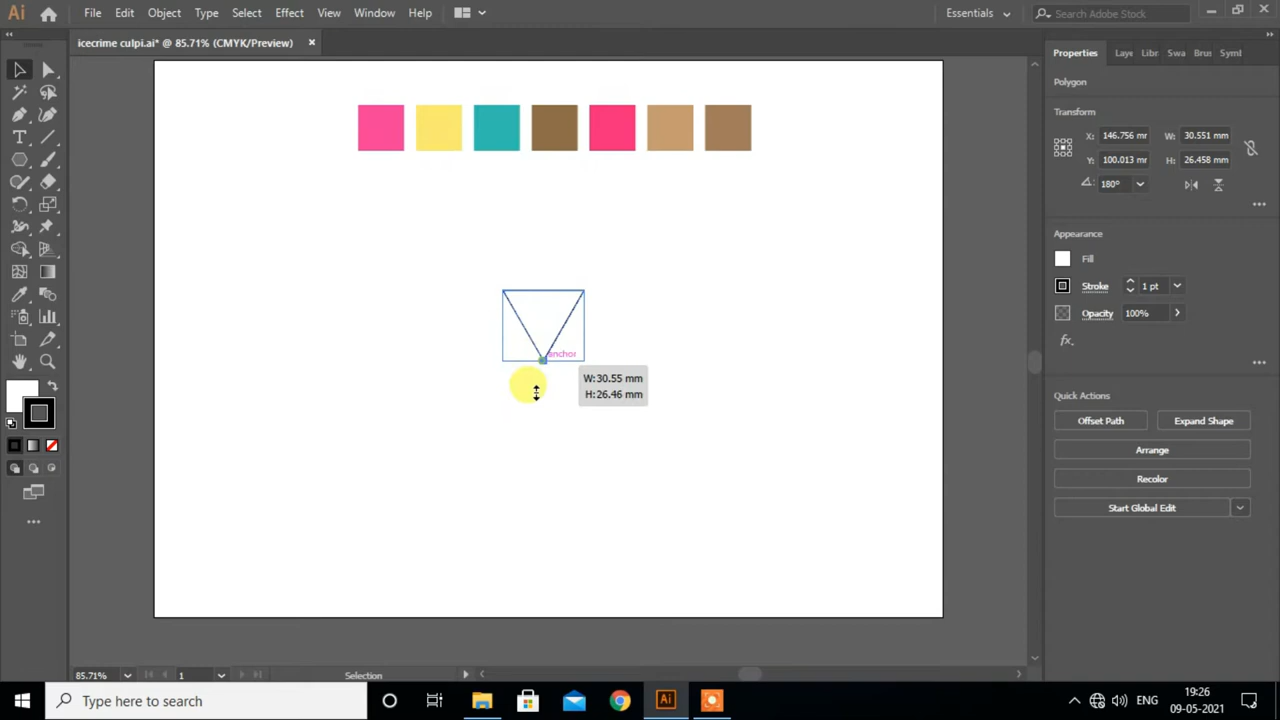 Ai File Edit Object Type Select Effect View Window Help Essentials Search Adobe Stock
icecrime culpi.ai* @ 85.71% (CMYK/Preview)
Properties Laye Libr Swa Brus Symb
Polygon
Transform
X: 146.756 mm W: 30.551 mm
Y: 100.013 mm H: 26.458 mm
180°
Appearance
Fill
Stroke 1 pt
Opacity 100%
fx.
Quick Actions
Offset Path Expand Shape
Arrange
Recolor
Start Global Edit
anchor
W:30.55 mm
H:26.46 mm
85.71% 1 Selection
Type here to search Ai ENG 19:26
09-05-2021